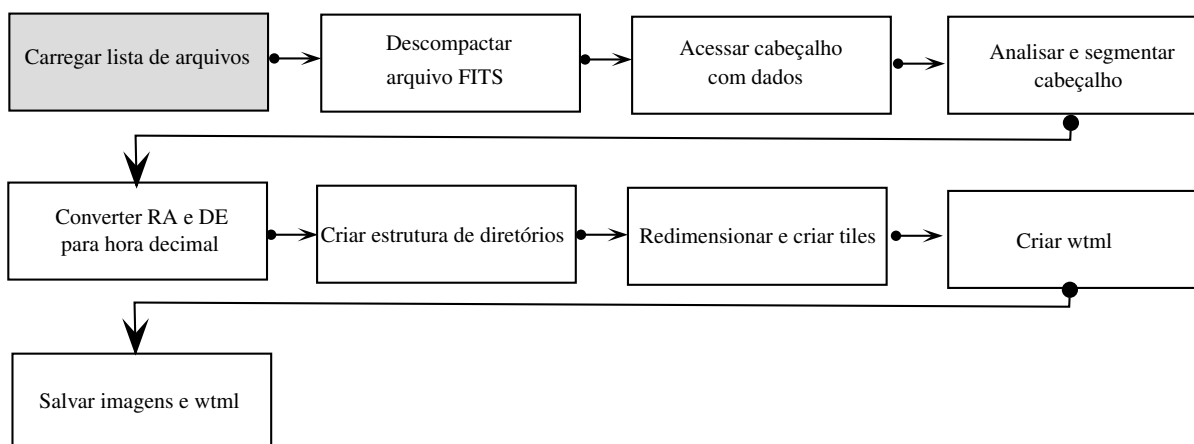 Carregar lista de arquivos
Descompactar
arquivo FITS
Acessar cabeçalho
com dados
Analisar e segmentar
cabeçalho
Converter RA e DE
para hora decimal
Criar estrutura de diretórios
Redimensionar e criar tiles
Criar wtml
Salvar imagens e wtml